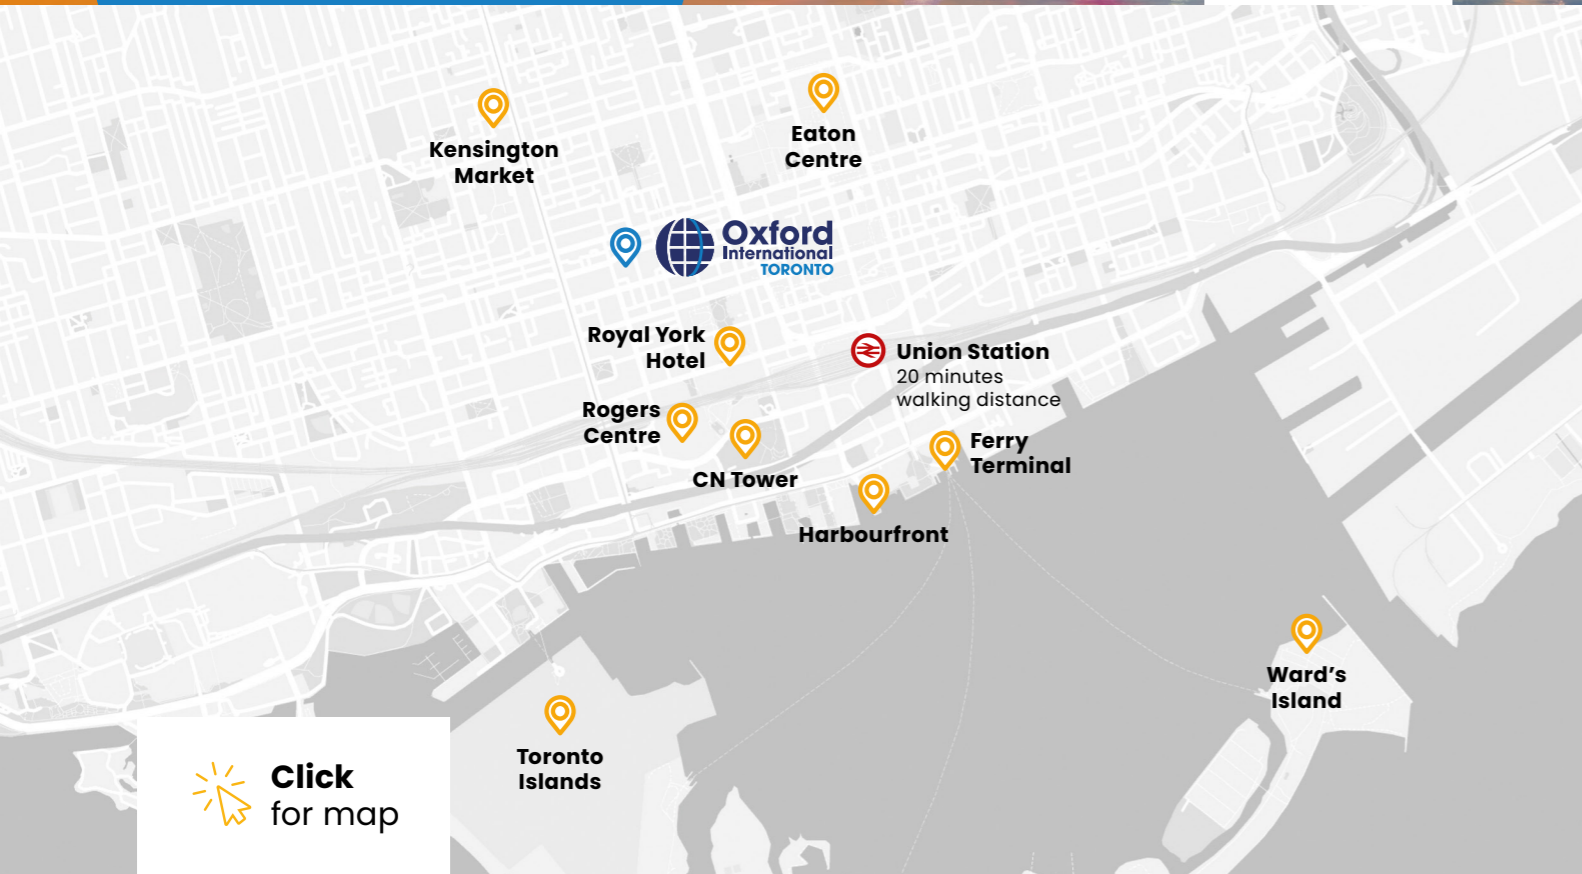 Kensington
Market
Eaton
Centre
Oxford
International
TORONTO
Royal York
Hotel
Union Station
20 minutes
walking distance
Rogers
Centre
CN Tower
Ferry
Terminal
Harbourfront
Ward’s
Island
Toronto
Islands
Click
for map